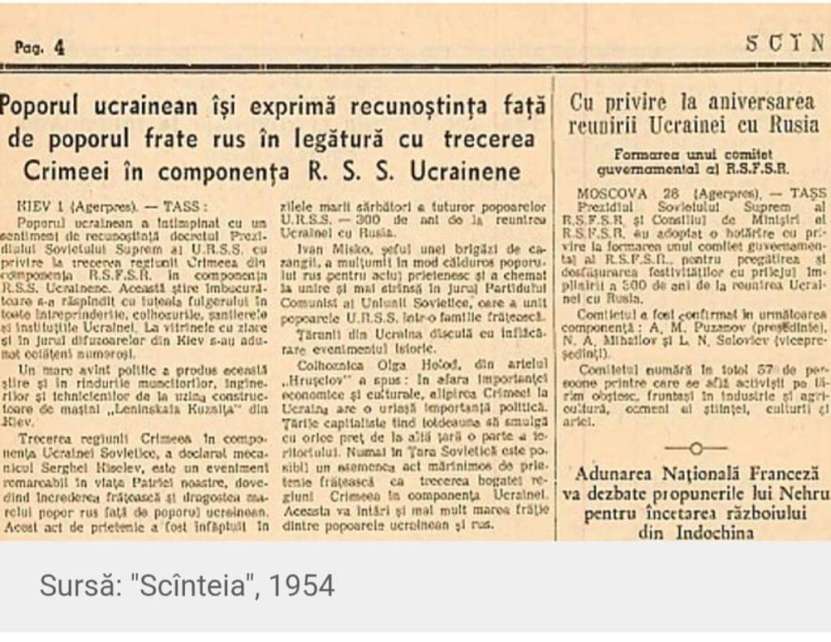 Pag. 4
SCIN
Poporul ucrainean își exprimă recunoștința față
de poporul frate rus în legătură cu trecerea
Crimeei în componența R. S. S. Ucrainene
KIEV 1 (Agerpres). — TASS:
Poporul ucrainean a întîmpinat cu un
sentiment de recunoștință decretul Prezi-
diului Sovietului Suprem al U.R.S.S. cu
privire la trecerea regiunii Crimeea din
componența R.S.F.S.R. în componența
R.S.S. Ucrainene. Această știre îmbucură-
toare s-a răspîndit cu iuțeala fulgerului în
toate întreprinderile, colhozurile, șantierele
și instituțiile Ucrainei. La vitrinele cu ziare
și în jurul difuzoarelor din Kiev s-au adu-
nat cetățeni numeroși.
Un mare avînt politic a produs această
știre și în rîndurile muncitorilor, ingine-
rilor și tehnicienilor de la uzina construc-
toare de mașini „Leninskaia Kuznița" din
Kiev.
Trecerea regiunii Crimeea în compo-
nența Ucrainei Sovietice, a declarat meca-
nicul Serghei Kiselev, este un eveniment
remarcabil în viața Patriei noastre, dove-
dind încrederea frățească și dragostea ma-
relui popor rus față de poporul ucrainean.
Acest act de prietenie a fost înfăptuit în
zilele marii sărbători a tuturor popoarelor
U.R.S.S. — 300 de ani de la reunirea
Ucrainei cu Rusia.
Ivan Misko, șeful unei brigăzi de ca-
zangii, a mulțumit în mod călduros poporu-
lui rus pentru actul prietenesc și a chemat
la unire și mai strînsă în jurul Partidului
Comunist al Uniunii Sovietice, care a unit
popoarele U.R.S.S. într-o familie frățească.
Țăranii din Ucraina discută cu înflăcă-
rare evenimentul istoric.
Colhoznica Olga Holod, din artelul
„Hrușciov" a spus: În afara importanței
economice și culturale, alipirea Crimeei la
Ucraina are o uriașă importanță politică.
Țările capitaliste tind totdeauna să smulgă
cu orice preț de la altă țară o parte a te-
ritoriului. Numai în Țara Sovietică este po-
sibil un asemenea act mărinimos de prie-
tenie frățească ca trecerea bogatei re-
giuni Crimeea în componența Ucrainei.
Aceasta va întări și mai mult marea frăție
dintre popoarele ucrainean și rus.
Cu privire la aniversarea
reunirii Ucrainei cu Rusia
Formarea unui comitet
guvernamental al R.S.F.S.R.
MOSCOVA 28 (Agerpres). — TASS
Prezidiul Sovietului Suprem al
R.S.F.S.R. și Consiliul de Miniștri al
R.S.F.S.R. au adoptat o hotărîre cu pri-
vire la formarea unui comitet guvernamen-
tal al R.S.F.S.R., pentru pregătirea și
desfășurarea festivităților cu prilejul îm-
plinirii a 300 de ani de la reunirea Ucrai-
nei cu Rusia.
Comitetul a fost confirmat în următoarea
componență: A. M. Puzanov (președinte),
N. A. Mihailov și L. N. Soloviev (vicepre-
ședinți).
Comitetul numără în total 57 de per-
soane printre care se află activiști pe tă-
rîm obștesc, fruntași în industrie și agri-
cultură, oameni ai științei, culturii și
artei.
Adunarea Națională Franceză
va dezbate propunerile lui Nehru
pentru încetarea războiului
din Indochina
Sursă: "Scînteia", 1954